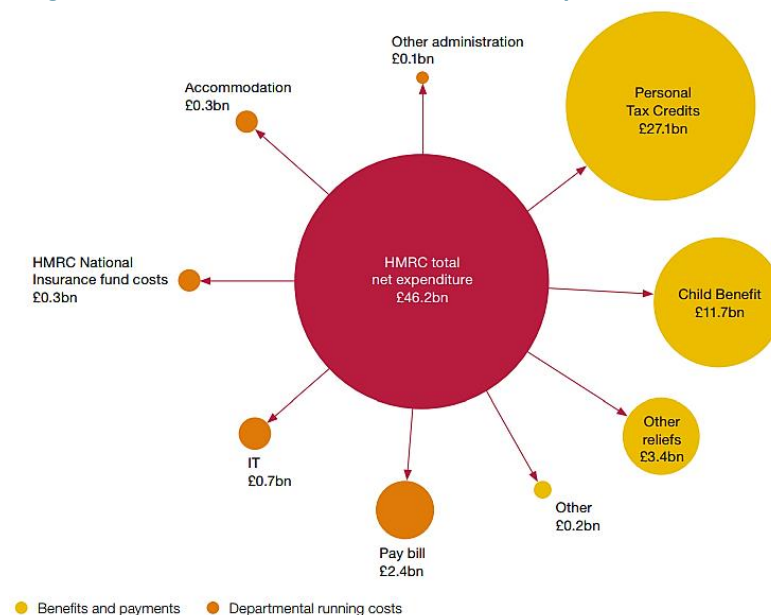 Other administration
£0.1bn
Accommodation
£0.3bn
Personal
Tax Credits
£27.1bn
HMRC National
Insurance fund costs
£0.3bn
HMRC total
net expenditure
£46.2bn
Child Benefit
£11.7bn
Other
reliefs
£3.4bn
IT
£0.7bn
Other
£0.2bn
Pay bill
£2.4bn
Benefits and payments
Departmental running costs